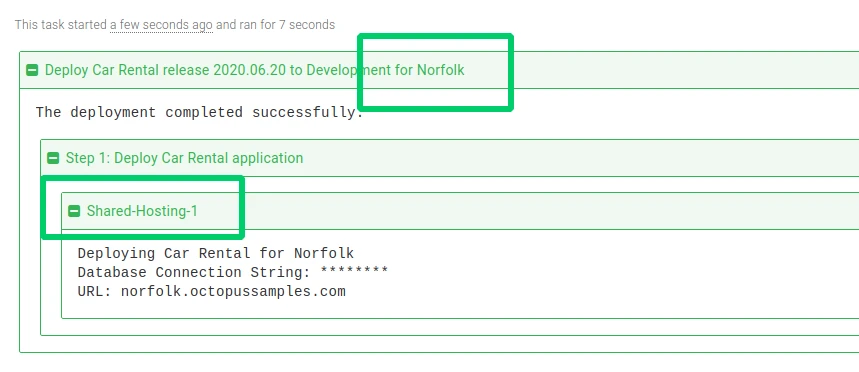 This task started a few seconds ago and ran for 7 seconds
Deploy Car Rental release 2020.06.20 to Development for Norfolk
The deployment completed successfully.
Step 1: Deploy Car Rental application
Shared-Hosting-1
Deploying Car Rental for Norfolk
Database Connection String: ********
URL: norfolk.octopussamples.com